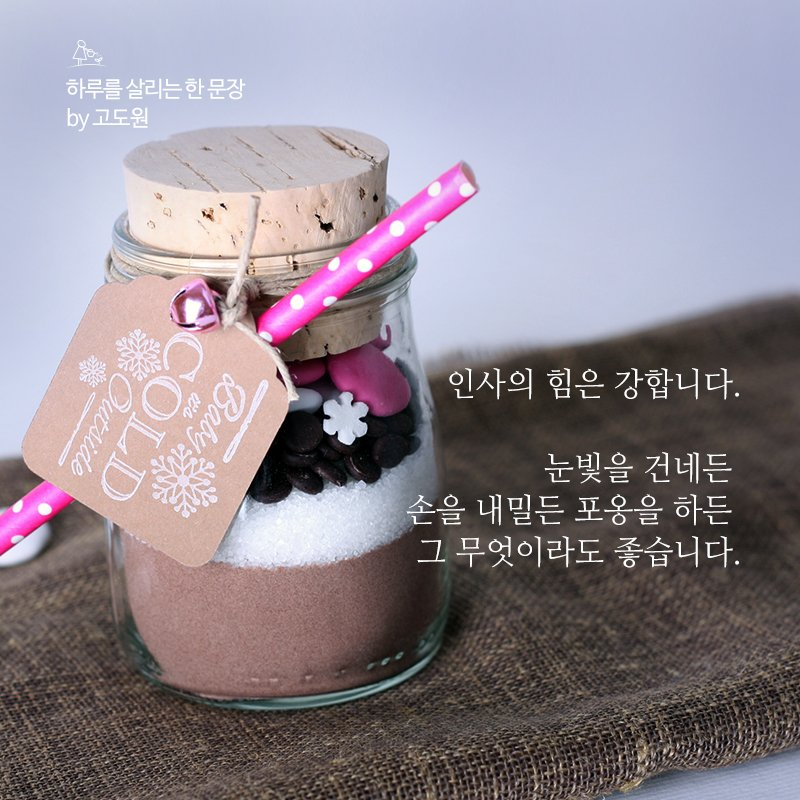 하루를 살리는 한 문장
by 고도원
인사의 힘은 강합니다.
눈빛을 건네든
손을 내밀든 포옹을 하든
그 무엇이라도 좋습니다.
Baby
it's
COLD
Outside